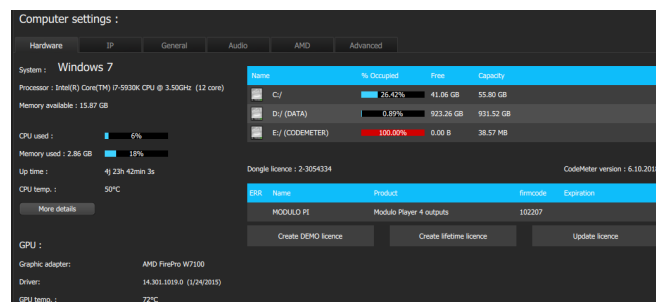 Computer settings :
Hardware IP General Audio AMD Advanced
System : Windows 7
Processor : Intel(R) Core(TM) i7-5930K CPU @ 3.50GHz (12 core)
Memory available : 15.87 GB
CPU used : 6%
Memory used : 2.86 GB 18%
Up time : 4j 23h 42min 3s
CPU temp. : 50°C
More details
GPU :
Graphic adapter: AMD FirePro W7100
Driver: 14.301.1019.0 (1/24/2015)
GPU temp. : 72°C
Name % Occupied Free Capacity
C:/ 26.42% 41.06 GB 55.80 GB
D:/ (DATA) 0.89% 923.26 GB 931.52 GB
E:/ (CODEMETER) 100.00% 0.00 B 38.57 MB
Dongle licence : 2-3054334 CodeMeter version : 6.10.2018
ERR Name Product firmcode Expiration
MODULO PI Modulo Player 4 outputs 102207
Create DEMO licence Create lifetime licence Update licence